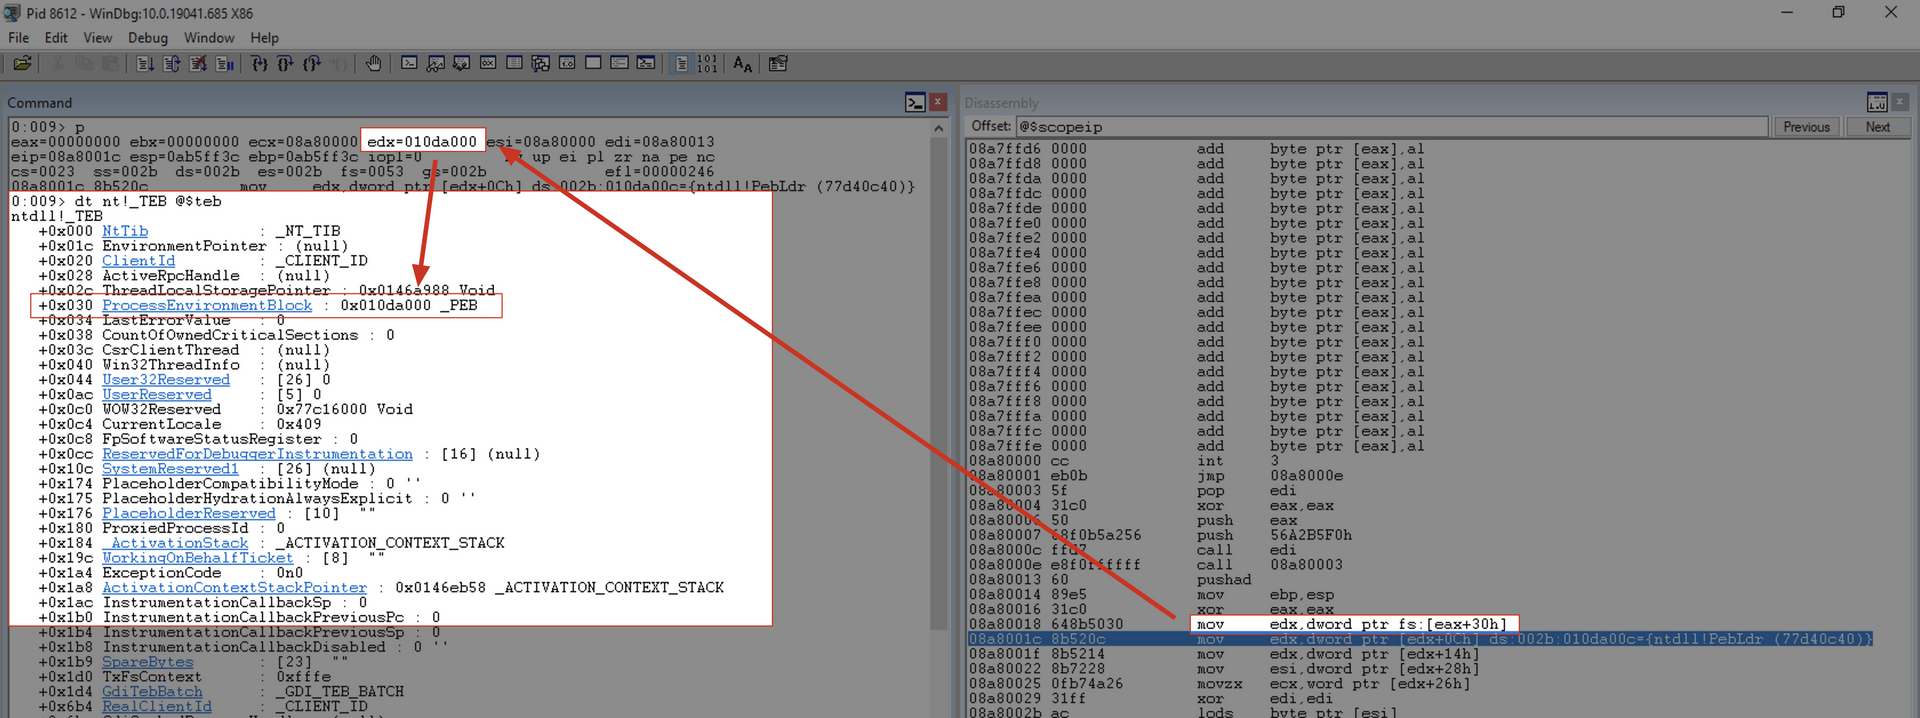 Pid 8612 - WinDbg:10.0.19041.685 X86
File Edit View Debug Window Help
Command
0:009> p
eax=00000000 ebx=00000000 ecx=08a80000 edx=010da000 esi=08a80000 edi=08a80013
eip=08a8001c esp=0ab5ff3c ebp=0ab5ff3c iopl=0 up ei pl zr na pe nc
cs=0023 ss=002b ds=002b es=002b fs=0053 gs=002b efl=00000246
08a8001c 8b520c mov edx,dword ptr [edx+0Ch] ds:002b:010da00c={ntdll!PebLdr (77d40c40)}
0:009> dt nt!_TEB @$teb
ntdll!_TEB
+0x000 NtTib : _NT_TIB
+0x01c EnvironmentPointer : (null)
+0x020 ClientId : _CLIENT_ID
+0x028 ActiveRpcHandle : (null)
+0x02c ThreadLocalStoragePointer : 0x0146a988 Void
+0x030 ProcessEnvironmentBlock : 0x010da000 _PEB
+0x034 LastErrorValue : 0
+0x038 CountOfOwnedCriticalSections : 0
+0x03c CsrClientThread : (null)
+0x040 Win32ThreadInfo : (null)
+0x044 User32Reserved : [26] 0
+0x0ac UserReserved : [5] 0
+0x0c0 WOW32Reserved : 0x77c16000 Void
+0x0c4 CurrentLocale : 0x409
+0x0c8 FpSoftwareStatusRegister : 0
+0x0cc ReservedForDebuggerInstrumentation : [16] (null)
+0x10c SystemReserved1 : [26] (null)
+0x174 PlaceholderCompatibilityMode : 0 ''
+0x175 PlaceholderHydrationAlwaysExplicit : 0 ''
+0x176 PlaceholderReserved : [10] ""
+0x180 ProxiedProcessId : 0
+0x184 _ActivationStack : _ACTIVATION_CONTEXT_STACK
+0x19c WorkingOnBehalfTicket : [8] ""
+0x1a4 ExceptionCode : 0n0
+0x1a8 ActivationContextStackPointer : 0x0146eb58 _ACTIVATION_CONTEXT_STACK
+0x1ac InstrumentationCallbackSp : 0
+0x1b0 InstrumentationCallbackPreviousPc : 0
+0x1b4 InstrumentationCallbackPreviousSp : 0
+0x1b8 InstrumentationCallbackDisabled : 0 ''
+0x1b9 SpareBytes : [23] ""
+0x1d0 TxFsContext : 0xfffe
+0x1d4 GdiTebBatch : _GDI_TEB_BATCH
+0x6b4 RealClientId : _CLIENT_ID
Disassembly
Offset: @$scopeip Previous Next
08a7ffd6 0000 add byte ptr [eax],al
08a7ffd8 0000 add byte ptr [eax],al
08a7ffda 0000 add byte ptr [eax],al
08a7ffdc 0000 add byte ptr [eax],al
08a7ffde 0000 add byte ptr [eax],al
08a7ffe0 0000 add byte ptr [eax],al
08a7ffe2 0000 add byte ptr [eax],al
08a7ffe4 0000 add byte ptr [eax],al
08a7ffe6 0000 add byte ptr [eax],al
08a7ffe8 0000 add byte ptr [eax],al
08a7ffea 0000 add byte ptr [eax],al
08a7ffec 0000 add byte ptr [eax],al
08a7ffee 0000 add byte ptr [eax],al
08a7fff0 0000 add byte ptr [eax],al
08a7fff2 0000 add byte ptr [eax],al
08a7fff4 0000 add byte ptr [eax],al
08a7fff6 0000 add byte ptr [eax],al
08a7fff8 0000 add byte ptr [eax],al
08a7fffa 0000 add byte ptr [eax],al
08a7fffc 0000 add byte ptr [eax],al
08a7fffe 0000 add byte ptr [eax],al
08a80000 cc int 3
08a80001 eb0b jmp 08a8000e
08a80003 5f pop edi
08a80004 31c0 xor eax,eax
08a80006 50 push eax
08a80007 68f0b5a256 push 56A2B5F0h
08a8000c ffd7 call edi
08a8000e e8f0ffffff call 08a80003
08a80013 60 pushad
08a80014 89e5 mov ebp,esp
08a80016 31c0 xor eax,eax
08a80018 648b5030 mov edx,dword ptr fs:[eax+30h]
08a8001c 8b520c mov edx,dword ptr [edx+0Ch] ds:002b:010da00c={ntdll!PebLdr (77d40c40)}
08a8001f 8b5214 mov edx,dword ptr [edx+14h]
08a80022 8b7228 mov esi,dword ptr [edx+28h]
08a80025 0fb74a26 movzx ecx,word ptr [edx+26h]
08a80029 31ff xor edi,edi
08a8002b ac lods byte ptr [esi]